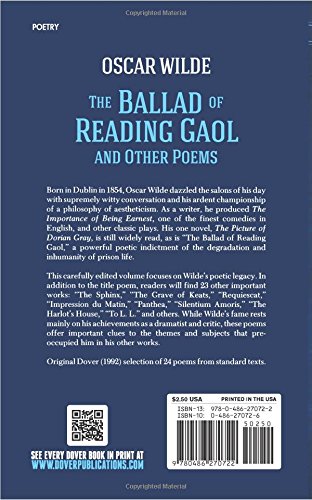 POETRY
OSCAR WILDE
THE BALLAD OF
READING GAOL
AND OTHER POEMS
Born in Dublin in 1854, Oscar Wilde dazzled the salons of his day
with supremely witty conversation and his ardent championship
of a philosophy of aestheticism. As a writer, he produced The
Importance of Being Earnest, one of the finest comedies in
English, and other classic plays. His one novel, The Picture of
Dorian Gray, is still widely read, as is "The Ballad of Reading
Gaol," a powerful poetic indictment of the degradation and
inhumanity of prison life.
This carefully edited volume focuses on Wilde's poetic legacy. In
addition to the title poem, readers will find 23 other important
works: "The Sphinx," "The Grave of Keats," "Requiescat,"
"Impression du Matin," "Panthea," "Silentium Amoris," "The
Harlot's House," "To L. L." and others. While Wilde's fame rests
mainly on his achievements as a dramatist and critic, these poems
offer important clues to the themes and subjects that pre-
occupied him in his other works.
Original Dover (1992) selection of 24 poems from standard texts.
$2.50 USA PRINTED IN THE USA
ISBN-13: 978-0-486-27072-2
ISBN-10: 0-486-27072-6
50250
9 780486 270722
SEE EVERY DOVER BOOK IN PRINT AT
WWW.DOVERPUBLICATIONS.COM